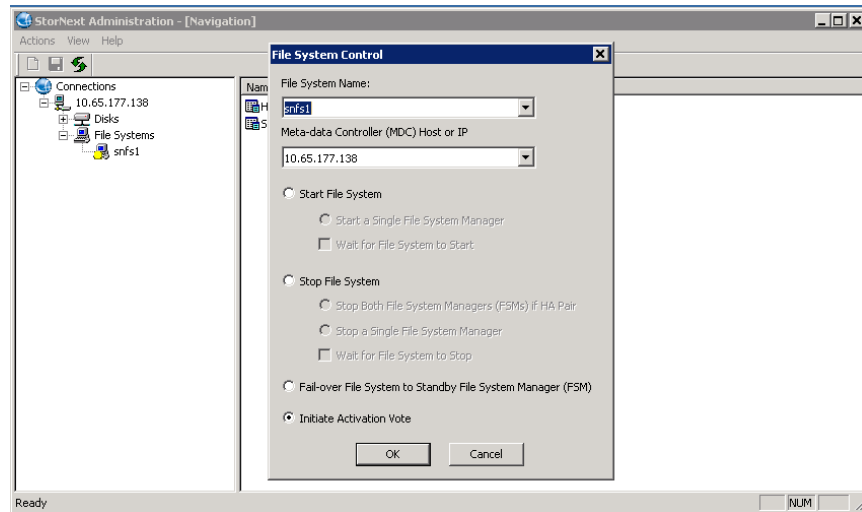 StorNext Administration - [Navigation]
Actions View Help
Connections
10.65.177.138
Disks
File Systems
snfs1
Nam
H
S
File System Control
File System Name:
snfs1
Meta-data Controller (MDC) Host or IP
10.65.177.138
Start File System
Start a Single File System Manager
Wait for File System to Start
Stop File System
Stop Both File System Managers (FSMs) if HA Pair
Stop a Single File System Manager
Wait for File System to Stop
Fail-over File System to Standby File System Manager (FSM)
Initiate Activation Vote
OK Cancel
Ready NUM